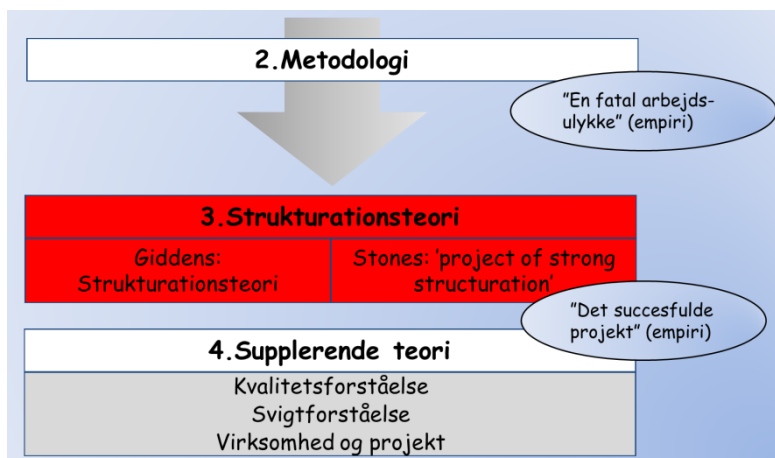 2.Metodologi
”En fatal arbejds-
ulykke” (empiri)
3.Strukturationsteori
Giddens:
Strukturationsteori
Stones: ’project of strong
structuration’
”Det succesfulde
projekt” (empiri)
4.Supplerende teori
Kvalitetsforståelse
Svigtforståelse
Virksomhed og projekt